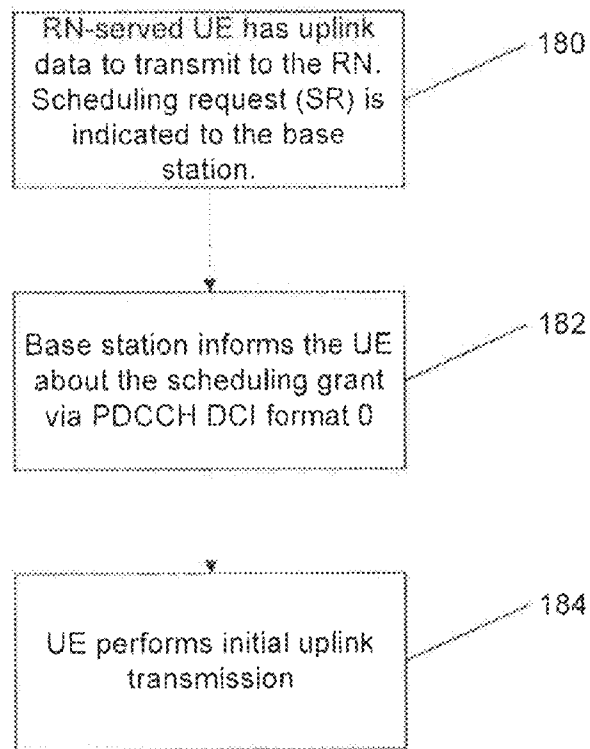 RN-served UE has uplink
data to transmit to the RN.
Scheduling request (SR) is
indicated to the base
station.
180
Base station informs the UE
about the scheduling grant
via PDCCH DCI format 0
182
UE performs initial uplink
transmission
184